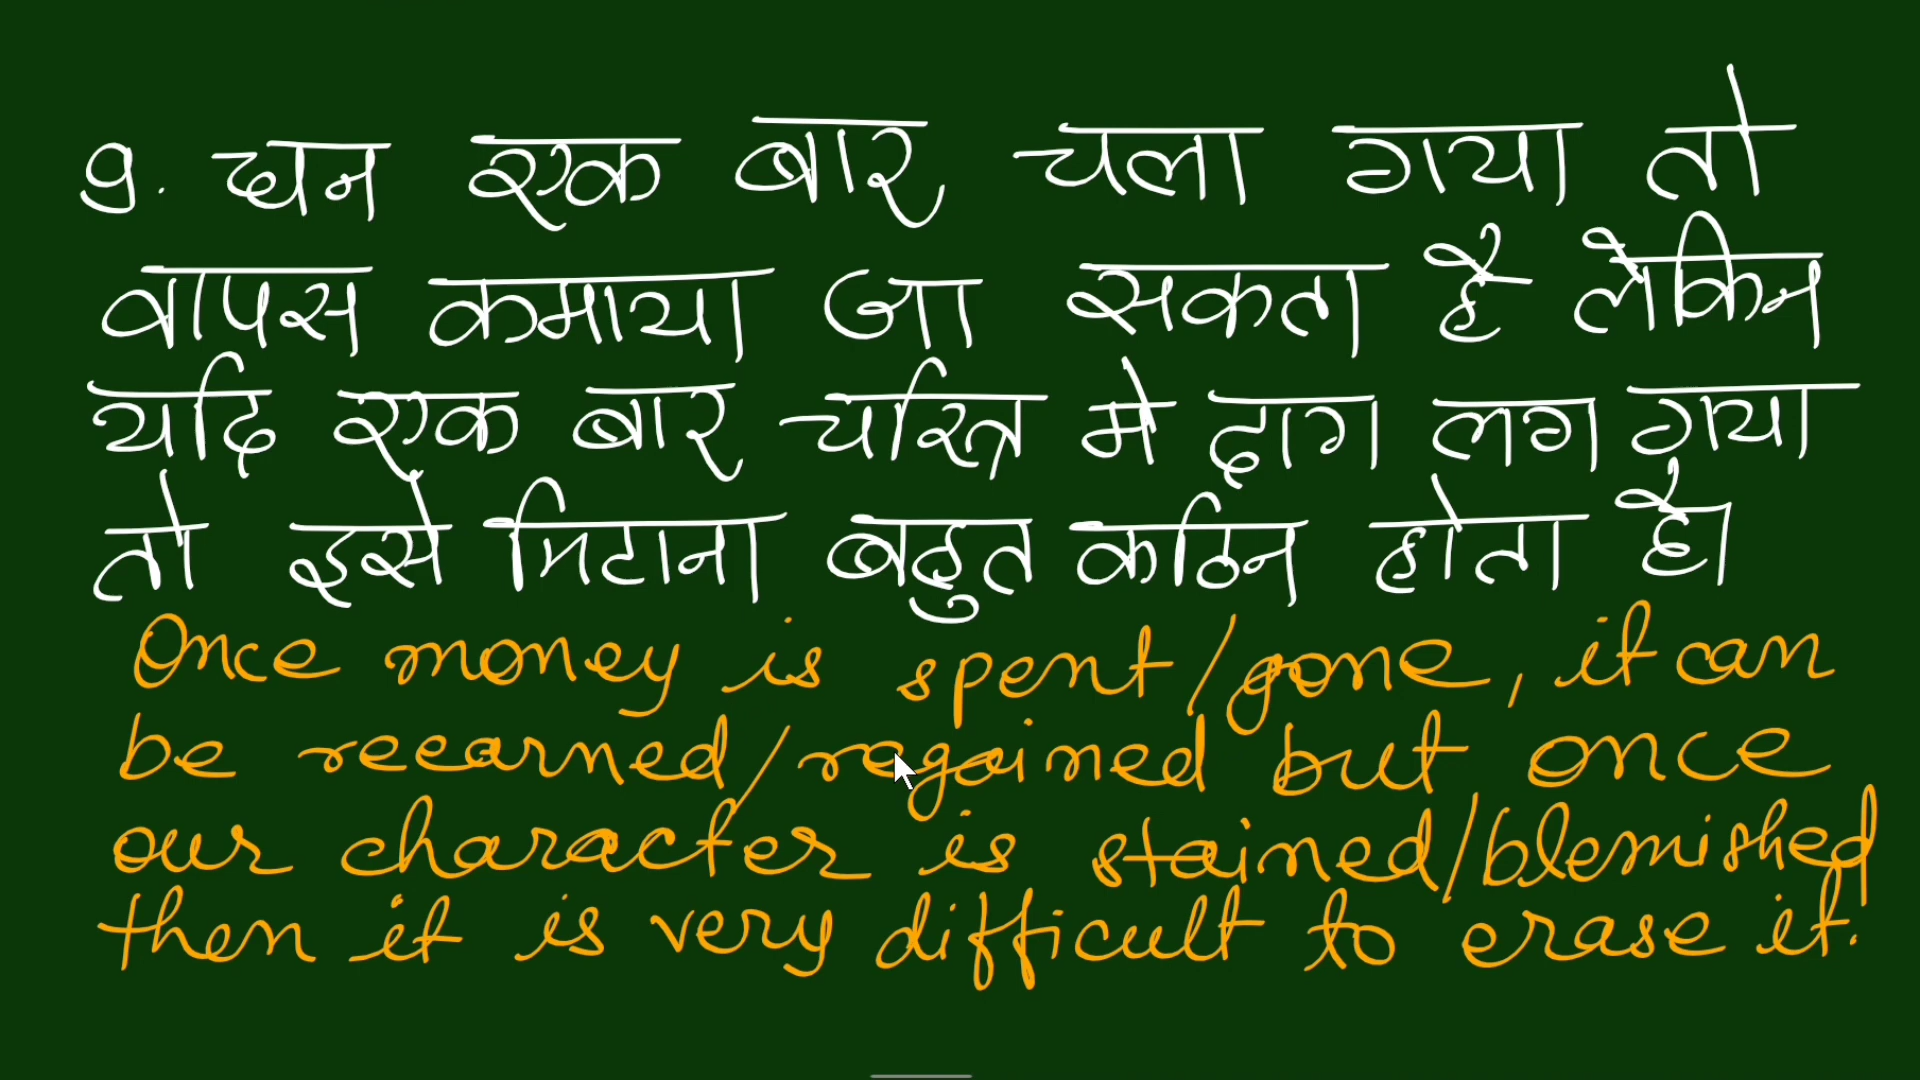 9. धन एक बार चला गया तो
वापस कमाया जा सकता है लेकिन
यदि एक बार चरित्र मे दाग लग गया
तो इसे मिटाना बहुत कठिन होता है।
Once money is spent/gone, it can
be reearned/regained but once
our character is stained/blemished
then it is very difficult to erase it.